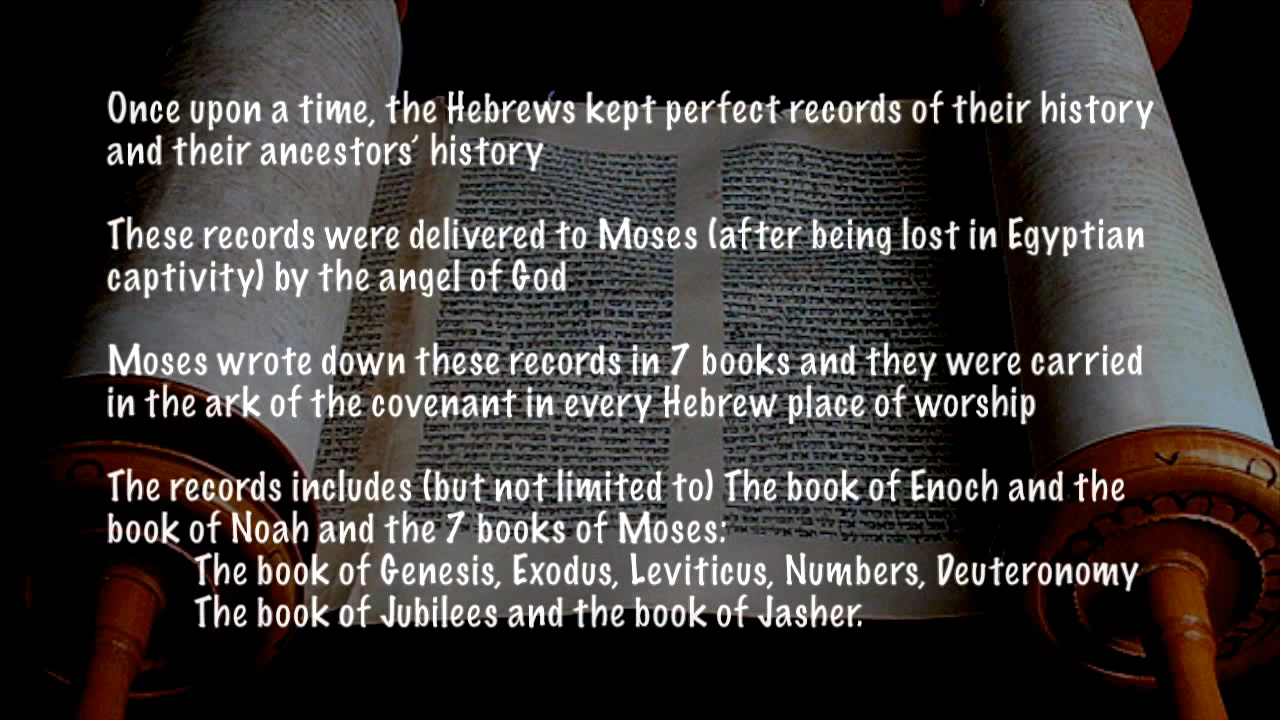 Once upon a time, the Hebrews kept perfect records of their history
and their ancestors' history
These records were delivered to Moses (after being lost in Egyptian
captivity) by the angel of God
Moses wrote down these records in 7 books and they were carried
in the ark of the covenant in every Hebrew place of worship
The records includes (but not limited to) The book of Enoch and the
book of Noah and the 7 books of Moses:
The book of Genesis, Exodus, Leviticus, Numbers, Deuteronomy
The book of Jubilees and the book of Jasher.